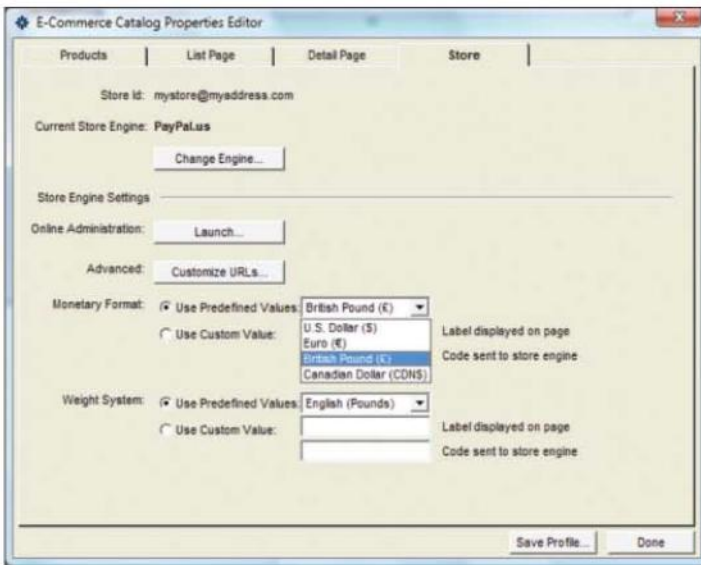 E-Commerce Catalog Properties Editor
Products
List Page
Detail Page
Store
Store Id: mystore@myaddress.com
Current Store Engine: PayPal.us
Change Engine...
Store Engine Settings
Online Administration: Launch...
Advanced: Customize URLs...
Monetary Format: Use Predefined Values: British Pound (£)
Use Custom Value:
U.S. Dollar ($)
Euro (€)
British Pound (£)
Canadian Dollar (CDN$)
Label displayed on page
Code sent to store engine
Weight System: Use Predefined Values: English (Pounds)
Use Custom Value:
Label displayed on page
Code sent to store engine
Save Profile...
Done